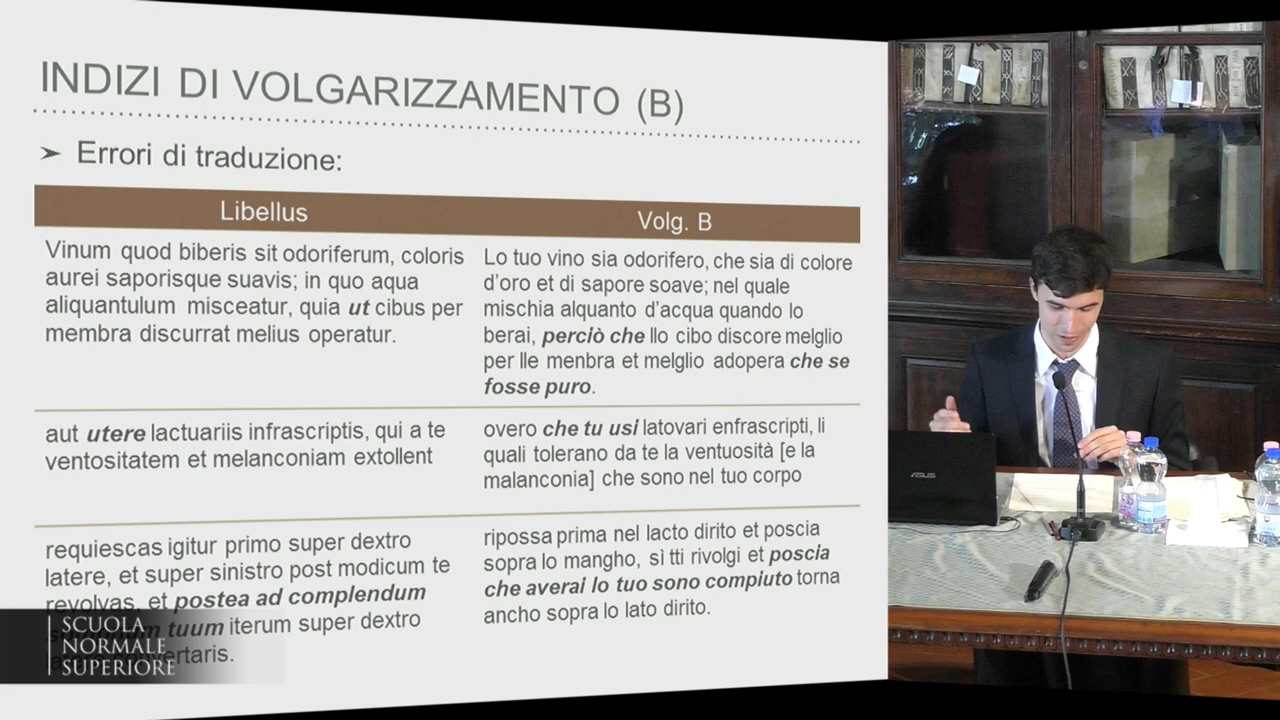 INDIZI DI VOLGARIZZAMENTO (B)
➢ Errori di traduzione:
Libellus
Volg. B
Vinum quod biberis sit odoriferum, coloris
aurei saporisque suavis; in quo aqua
aliquantulum misceatur, quia ut cibus per
membra discurrat melius operatur.
Lo tuo vino sia odorifero, che sia di colore
d’oro et di sapore soave; nel quale
mischia alquanto d’acqua quando lo
berai, perciò che llo cibo discore melglio
per lle menbra et melglio adopera che se
fosse puro.
aut utere lactuariis infrascriptis, qui a te
ventositatem et melanconiam extollent
overo che tu usi latovari enfrascripti, li
quali tolerano da te la ventuosità [e la
malanconia] che sono nel tuo corpo
requiescas igitur primo super dextro
latere, et super sinistro post modicum te
revolvas, et postea ad complendum
tuum iterum super dextro
ripossa prima nel lacto dirito et poscia
sopra lo mangho, sì tti rivolgi et poscia
che averai lo tuo sono compiuto torna
ancho sopra lo lato dirito.
SCUOLA
NORMALE
SUPERIORE
ASUS